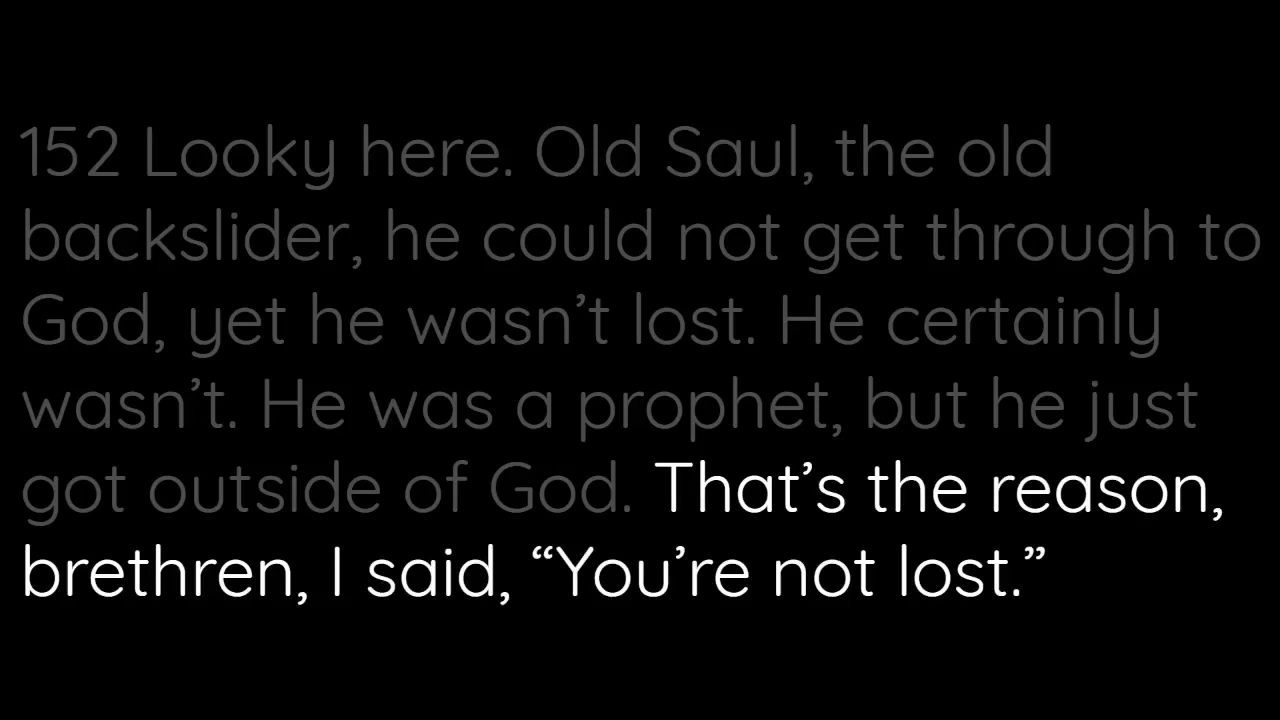 152 Looky here. Old Saul, the old
backslider, he could not get through to
God, yet he wasn’t lost. He certainly
wasn’t. He was a prophet, but he just
got outside of God. That’s the reason,
brethren, I said, “You’re not lost.”